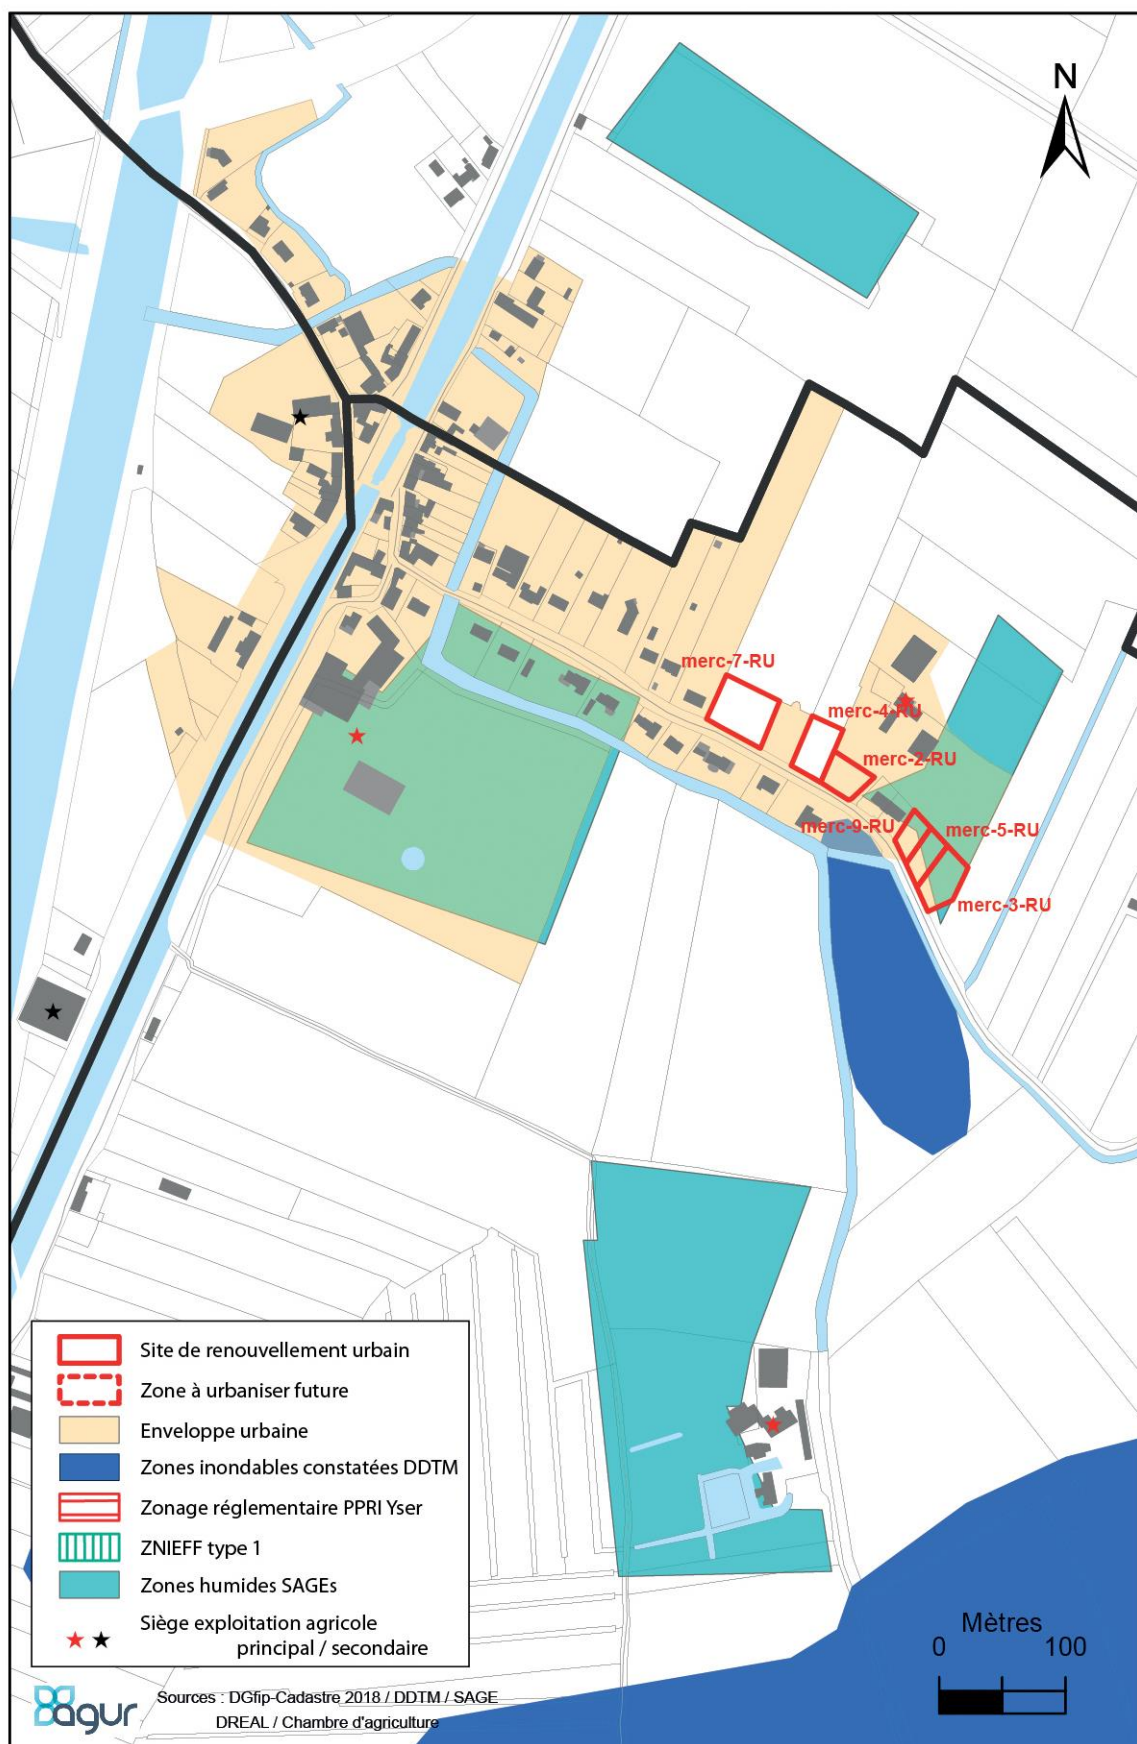 N
merc-7-RU
merc-4-RU
merc-2-RU
merc-9-RU
merc-5-RU
merc-3-RU
Site de renouvellement urbain
Zone à urbaniser future
Enveloppe urbaine
Zones inondables constatées DDTM
Zonage réglementaire PPRI Yser
ZNIEFF type 1
Zones humides SAGEs
Siège exploitation agricole
principal / secondaire
Mètres
0 100
agur
Sources : DGfip-Cadastre 2018 / DDTM / SAGE
DREAL / Chambre d'agriculture